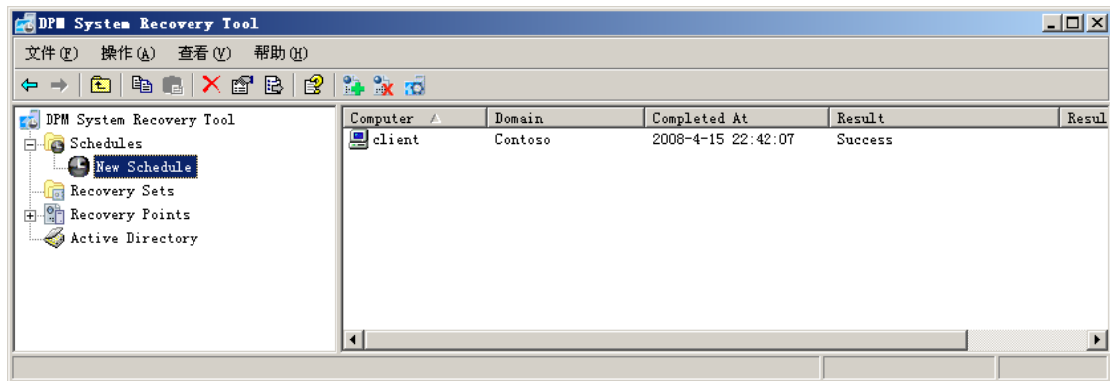 DPM System Recovery Tool
文件(F) 操作(A) 查看(V) 帮助(H)
DPM System Recovery Tool
Schedules
New Schedule
Recovery Sets
Recovery Points
Active Directory
Computer Domain Completed At Result Resul
client Contoso 2008-4-15 22:42:07 Success